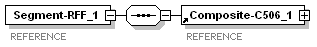 Segment-RFF_1
Composite-C506_1
REFERENCE
REFERENCE